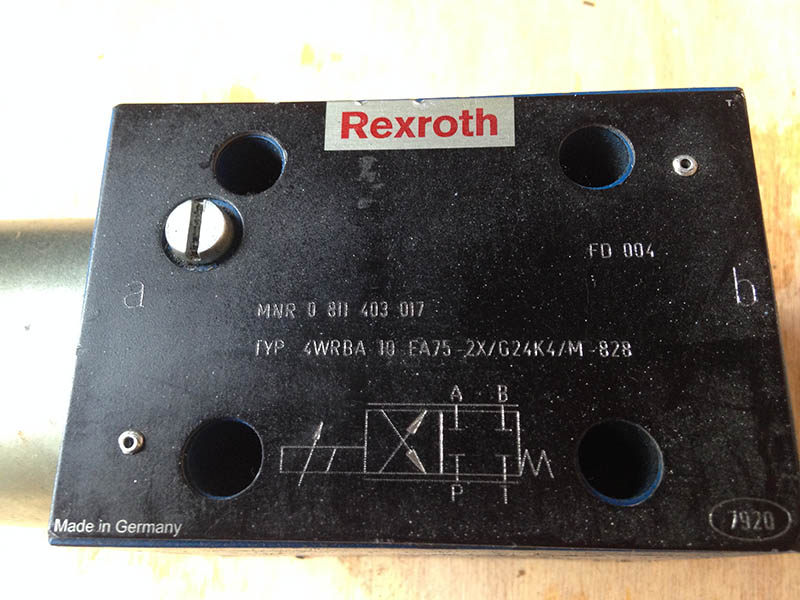 Rexroth
T
FD 004
a
b
MNR 0 811 403 017
TYP 4WRBA 10 EA75-2X/G24K4/M-828
A B
P T
Made in Germany
7920